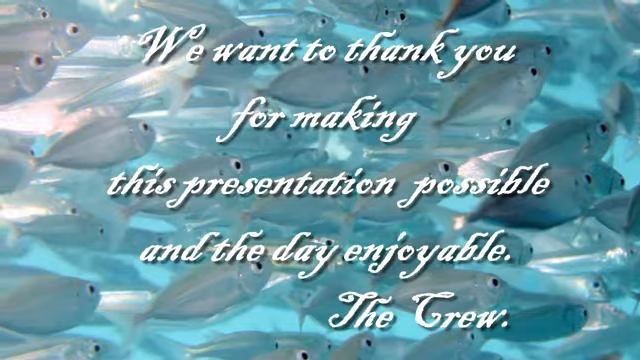 We want to thank you
for making
this presentation possible
and the day enjoyable.
The Crew.